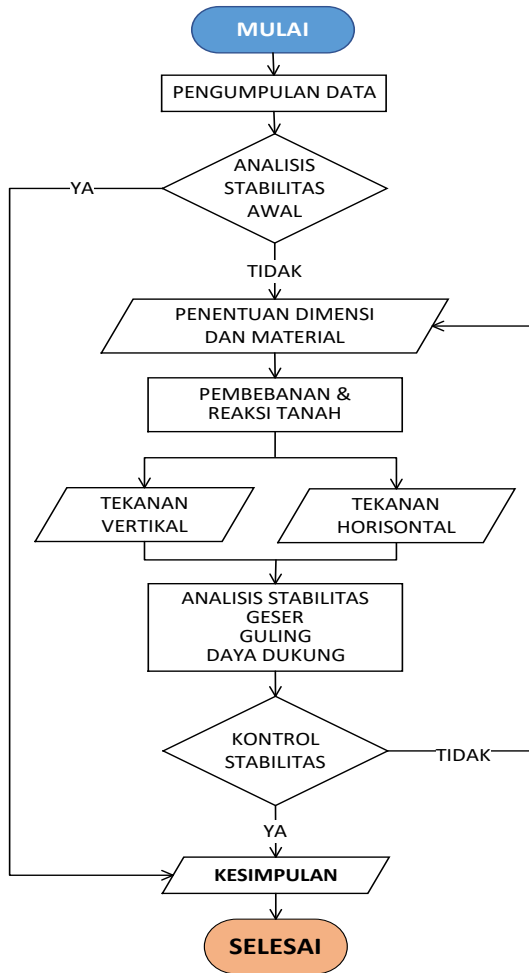 MULAI
PENGUMPULAN DATA
ANALISIS
STABILITAS
AWAL
YA
TIDAK
PENENTUAN DIMENSI
DAN MATERIAL
PEMBEBANAN &
REAKSI TANAH
TEKANAN
VERTIKAL
TEKANAN
HORISONTAL
ANALISIS STABILITAS
GESER
GULING
DAYA DUKUNG
KONTROL
STABILITAS
TIDAK
YA
KESIMPULAN
SELESAI